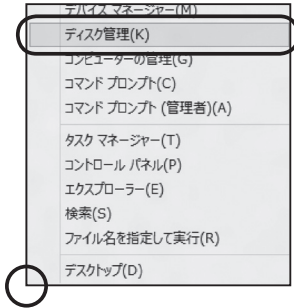 デバイス マネージャー(M)
ディスク管理(K)
コンピューターの管理(G)
コマンド プロンプト(C)
コマンド プロンプト (管理者)(A)
タスク マネージャー(T)
コントロール パネル(P)
エクスプローラー(E)
検索(S)
ファイル名を指定して実行(R)
デスクトップ(D)